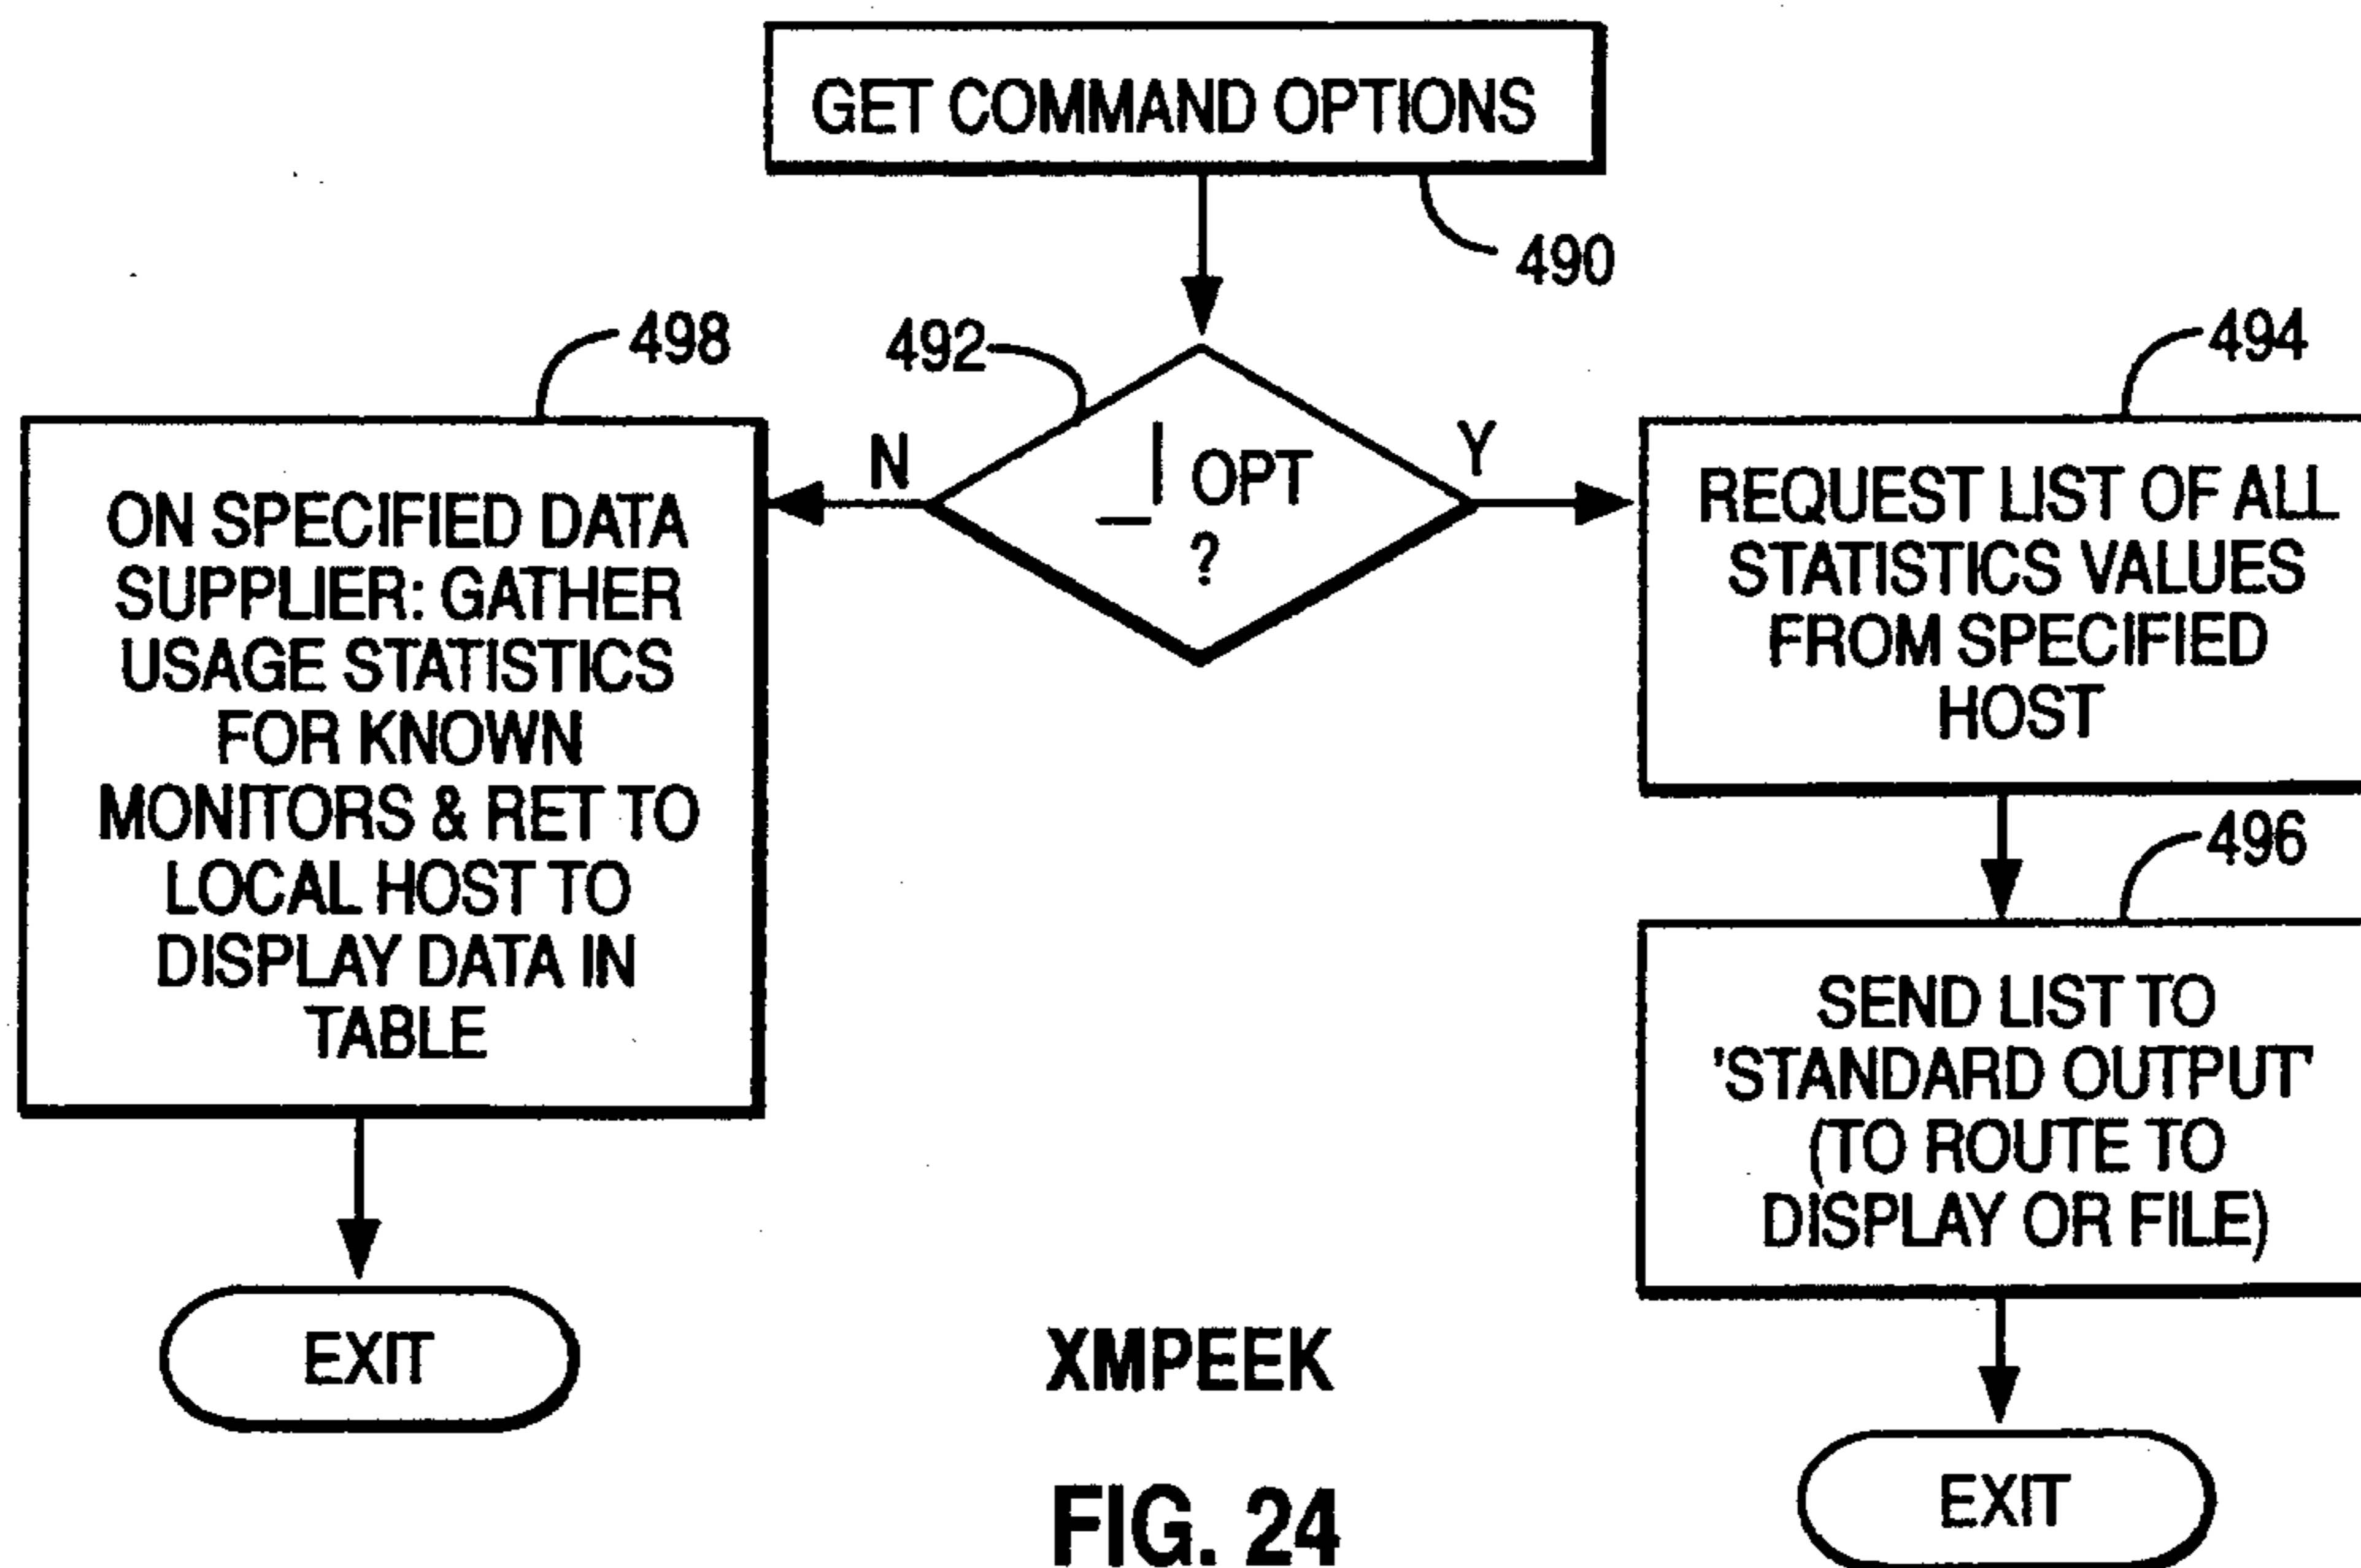 GET COMMAND OPTIONS
490
492
_l OPT
?
N
Y
498
ON SPECIFIED DATA
SUPPLIER: GATHER
USAGE STATISTICS
FOR KNOWN
MONITORS & RET TO
LOCAL HOST TO
DISPLAY DATA IN
TABLE
EXIT
494
REQUEST LIST OF ALL
STATISTICS VALUES
FROM SPECIFIED
HOST
496
SEND LIST TO
'STANDARD OUTPUT'
(TO ROUTE TO
DISPLAY OR FILE)
EXIT
XMPEEK
FIG. 24